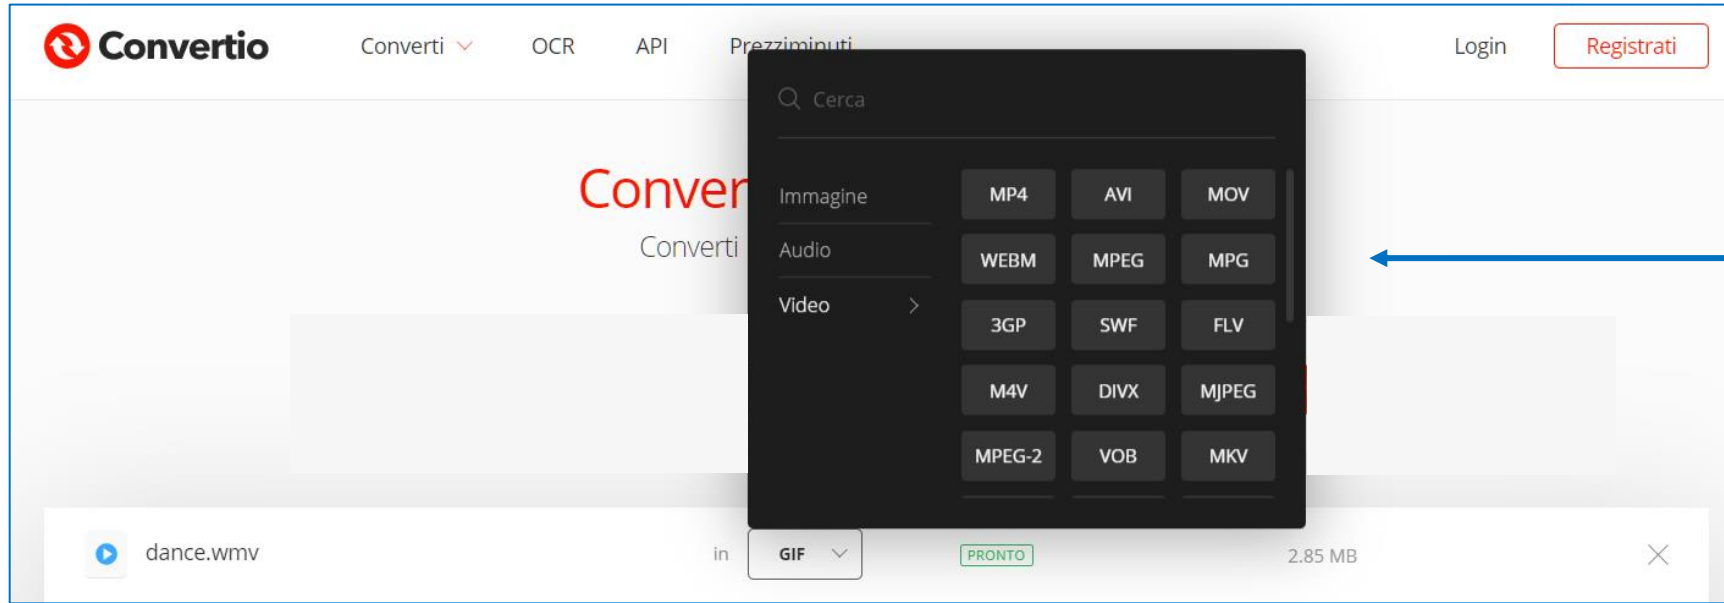 Convertio Converti OCR API Prezziminuti Login Registrati
Cerca
Conver
Converti
Immagine
Audio
Video
MP4 AVI MOV
WEBM MPEG MPG
3GP SWF FLV
M4V DIVX MJPEG
MPEG-2 VOB MKV
dance.wmv in GIF PRONTO 2.85 MB